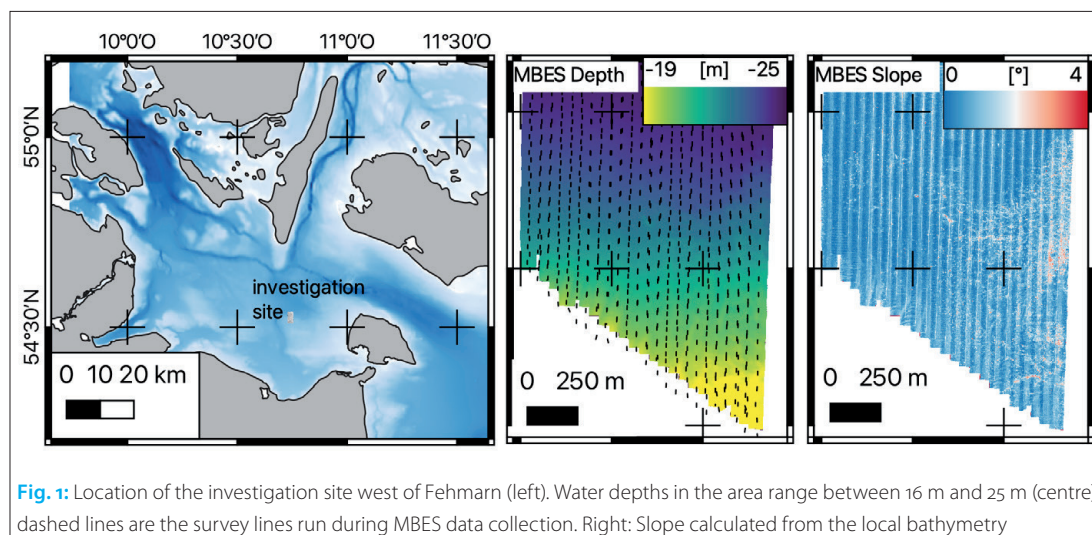 10°0'O 10°30'O 11°0'O 11°30'O
55°0'N
54°30'N
investigation
site
0 10 20 km
MBES Depth
-19 [m] -25
0 250 m
MBES Slope
0 [°] 4
0 250 m
Fig. 1: Location of the investigation site west of Fehmarn (left). Water depths in the area range between 16 m and 25 m (centre)
dashed lines are the survey lines run during MBES data collection. Right: Slope calculated from the local bathymetry